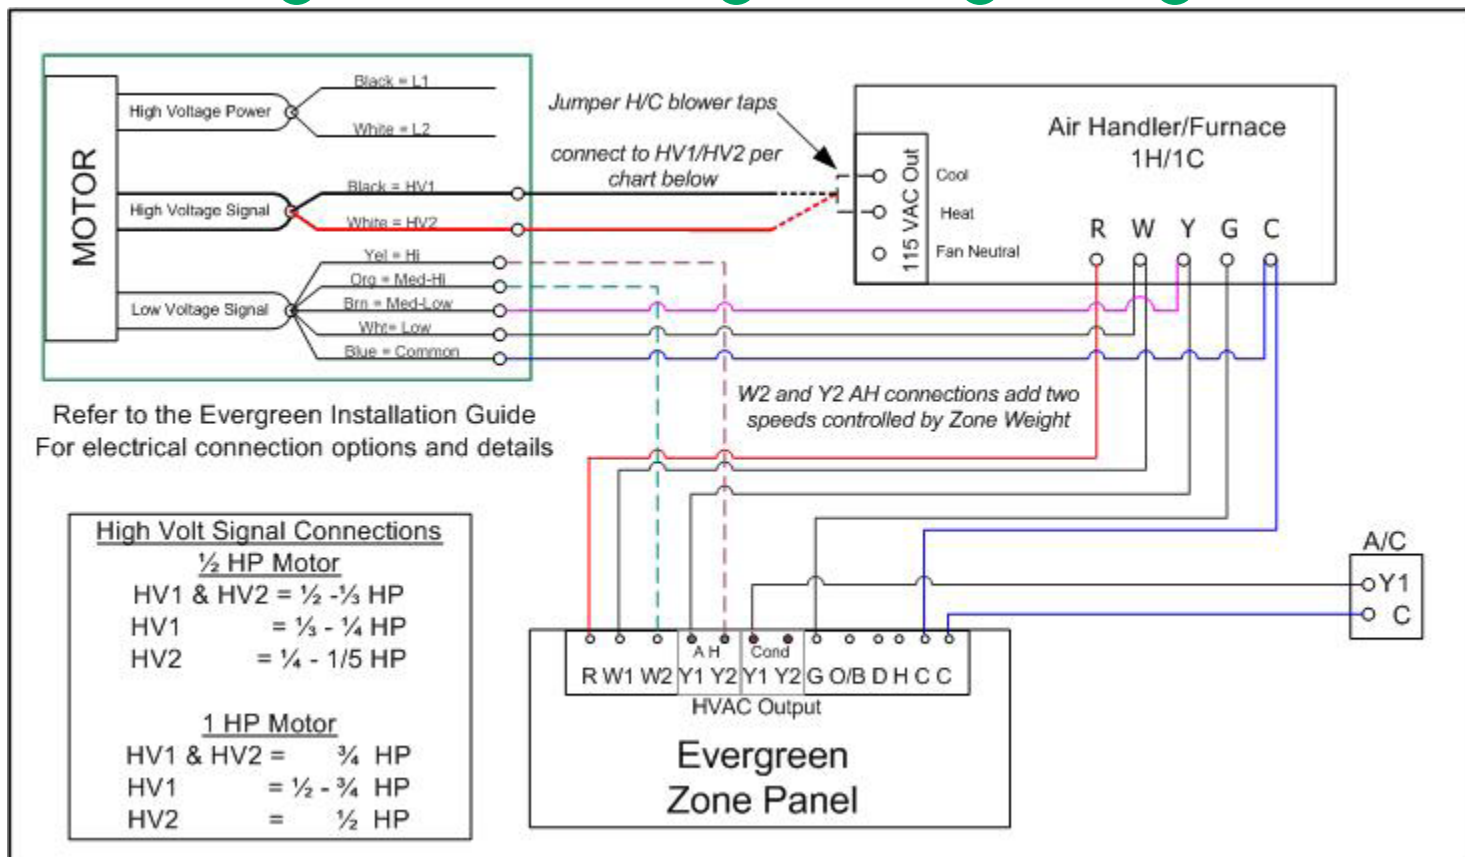 MOTOR
High Voltage Power
Black = L1
White = L2
High Voltage Signal
Black = HV1
White = HV2
Low Voltage Signal
Yel = Hi
Org = Med-Hi
Brn = Med-Low
Wht= Low
Blue = Common
Jumper H/C blower taps
connect to HV1/HV2 per
chart below
115 VAC Out
Cool
Heat
Fan Neutral
Air Handler/Furnace
1H/1C
R W Y G C
Refer to the Evergreen Installation Guide
For electrical connection options and details
W2 and Y2 AH connections add two
speeds controlled by Zone Weight
High Volt Signal Connections
½ HP Motor
HV1 & HV2 = ½ -⅓ HP
HV1 = ⅓ - ¼ HP
HV2 = ¼ - 1/5 HP
1 HP Motor
HV1 & HV2 = ¾ HP
HV1 = ½ - ¾ HP
HV2 = ½ HP
A/C
Y1
C
A H Cond
R W1 W2 Y1 Y2 Y1 Y2 G O/B D H C C
HVAC Output
Evergreen
Zone Panel